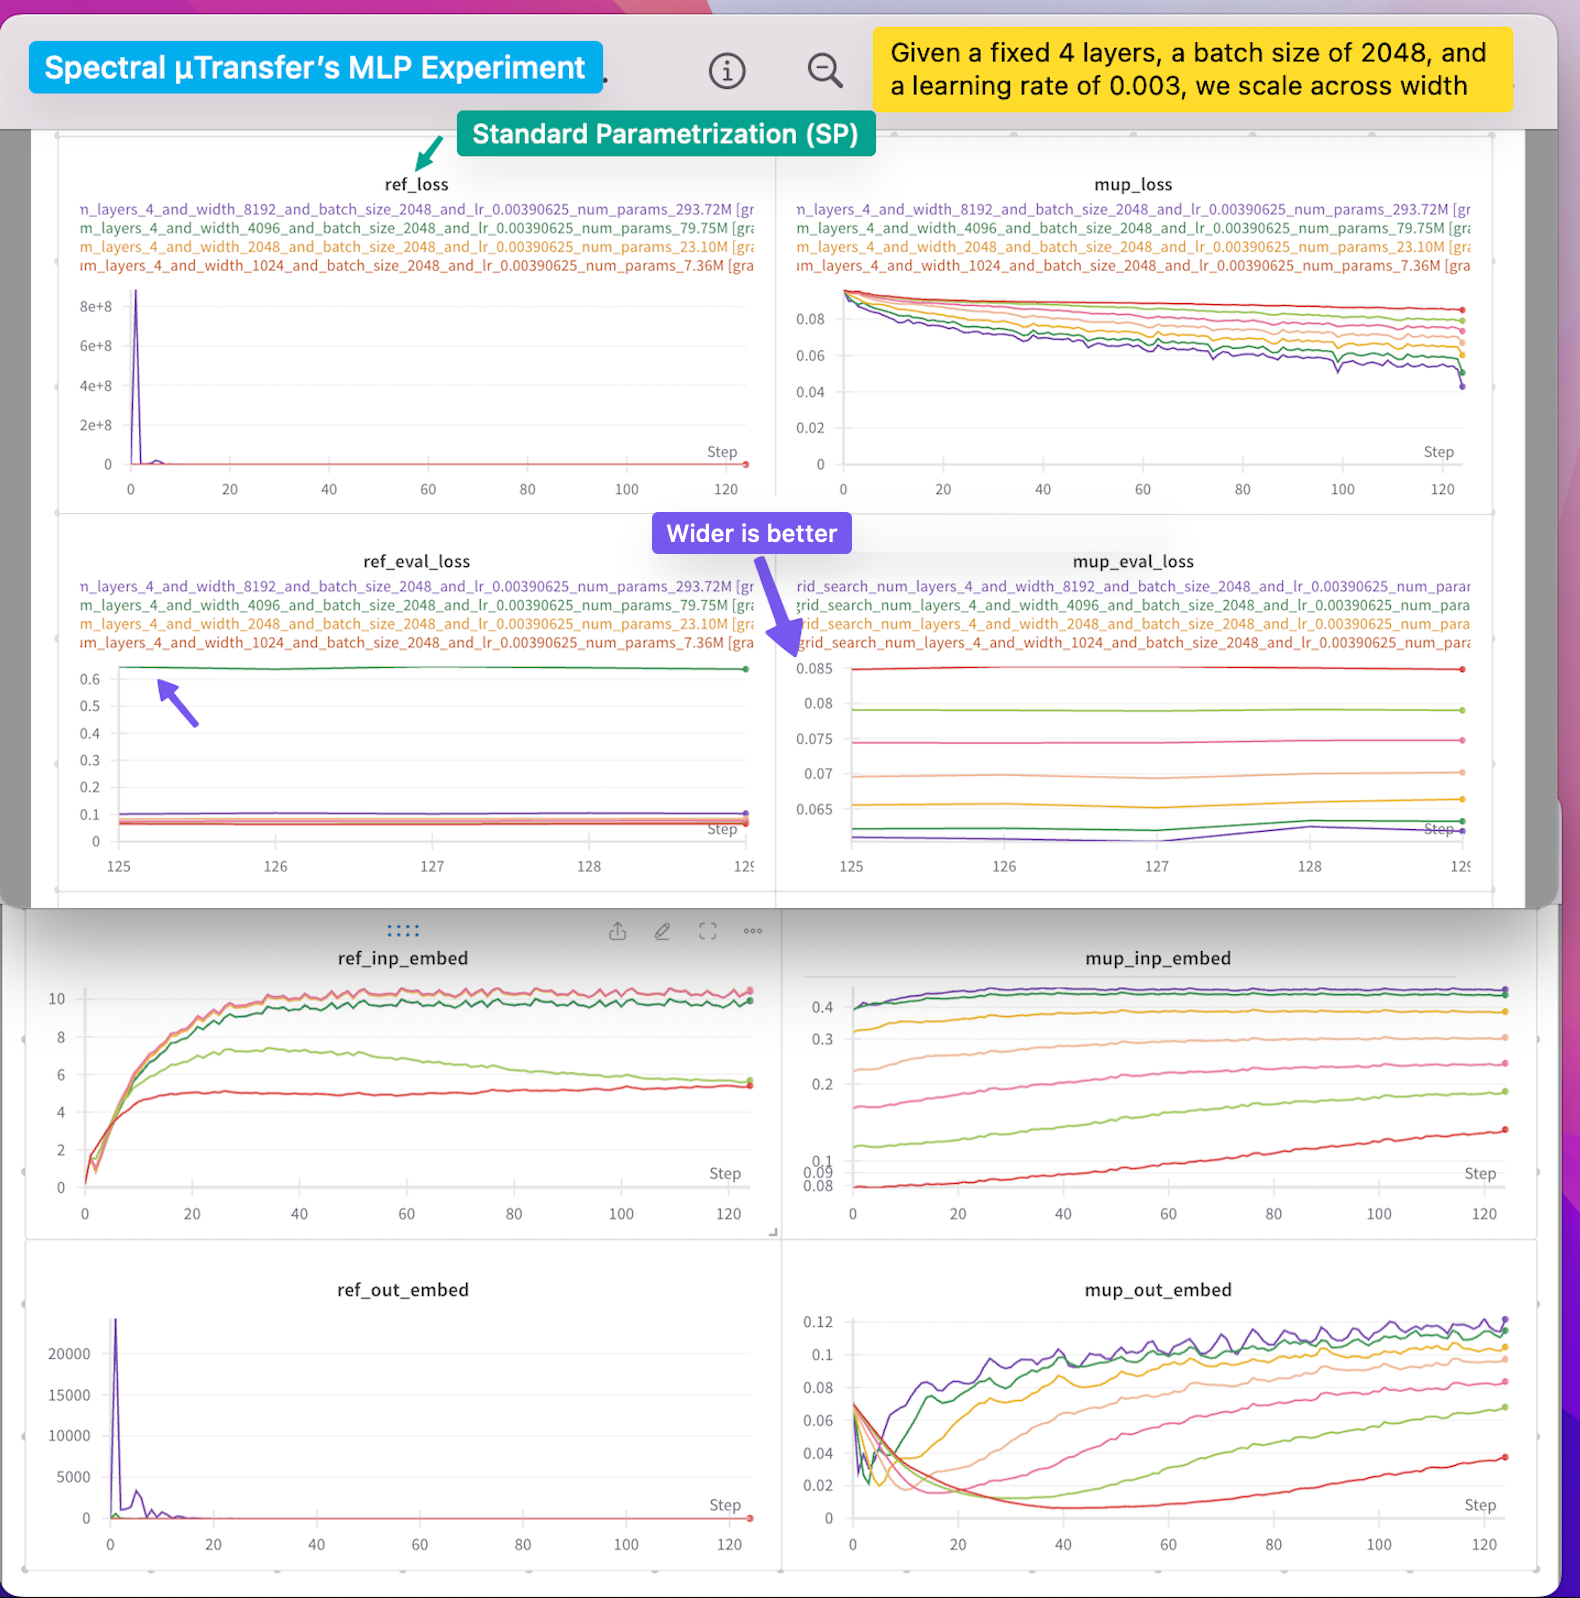 Spectral µTransfer's MLP Experiment
Given a fixed 4 layers, a batch size of 2048, and
a learning rate of 0.003, we scale across width
Standard Parametrization (SP)
ref_loss
n_layers_4_and_width_8192_and_batch_size_2048_and_lr_0.00390625_num_params_293.72M [gr
m_layers_4_and_width_4096_and_batch_size_2048_and_lr_0.00390625_num_params_79.75M [gra
m_layers_4_and_width_2048_and_batch_size_2048_and_lr_0.00390625_num_params_23.10M [gra
ım_layers_4_and_width_1024_and_batch_size_2048_and_lr_0.00390625_num_params_7.36M [gra
8e+8
6e+8
4e+8
2e+8
0
Step
0 20 40 60 80 100 120
mup_loss
n_layers_4_and_width_8192_and_batch_size_2048_and_lr_0.00390625_num_params_293.72M [gr
m_layers_4_and_width_4096_and_batch_size_2048_and_lr_0.00390625_num_params_79.75M [gra
m_layers_4_and_width_2048_and_batch_size_2048_and_lr_0.00390625_num_params_23.10M [gra
ım_layers_4_and_width_1024_and_batch_size_2048_and_lr_0.00390625_num_params_7.36M [gra
0.08
0.06
0.04
0.02
0
Step
0 20 40 60 80 100 120
Wider is better
ref_eval_loss
n_layers_4_and_width_8192_and_batch_size_2048_and_lr_0.00390625_num_params_293.72M [gr
m_layers_4_and_width_4096_and_batch_size_2048_and_lr_0.00390625_num_params_79.75M [gra
m_layers_4_and_width_2048_and_batch_size_2048_and_lr_0.00390625_num_params_23.10M [gra
ım_layers_4_and_width_1024_and_batch_size_2048_and_lr_0.00390625_num_params_7.36M [gra
0.6
0.5
0.4
0.3
0.2
0.1
0
Step
125 126 127 128 129
mup_eval_loss
rid_search_num_layers_4_and_width_8192_and_batch_size_2048_and_lr_0.00390625_num_parar
grid_search_num_layers_4_and_width_4096_and_batch_size_2048_and_lr_0.00390625_num_para
grid_search_num_layers_4_and_width_2048_and_batch_size_2048_and_lr_0.00390625_num_para
grid_search_num_layers_4_and_width_1024_and_batch_size_2048_and_lr_0.00390625_num_para
0.085
0.08
0.075
0.07
0.065
Step
125 126 127 128 129
ref_inp_embed
10
8
6
4
2
0
Step
0 20 40 60 80 100 120
mup_inp_embed
0.4
0.3
0.2
0.1
0.09
0.08
Step
0 20 40 60 80 100 120
ref_out_embed
20000
15000
10000
5000
0
Step
0 20 40 60 80 100 120
mup_out_embed
0.12
0.1
0.08
0.06
0.04
0.02
0
Step
0 20 40 60 80 100 120